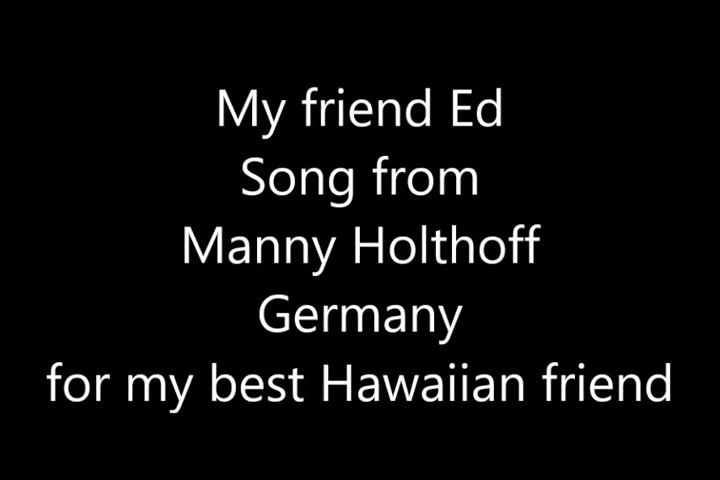 My friend Ed
Song from
Manny Holthoff
Germany
for my best Hawaiian friend